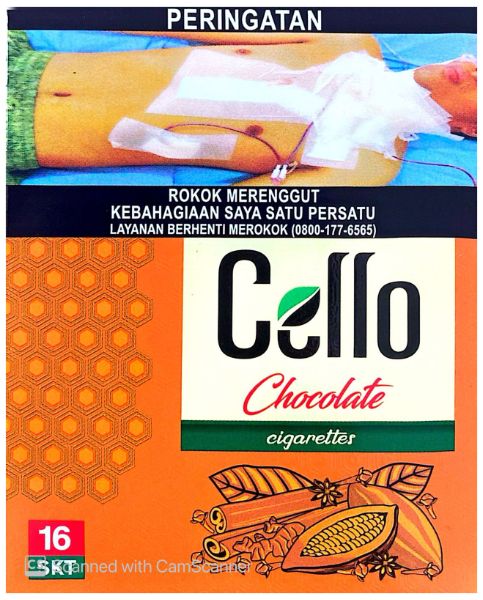 PERINGATAN
ROKOK MERENGGUT
KEBAHAGIAAN SAYA SATU PERSATU
LAYANAN BERHENTI MEROKOK (0800-177-6565)
Cello
Chocolate
cigarettes
16
SKT
CS Scanned with CamScanner